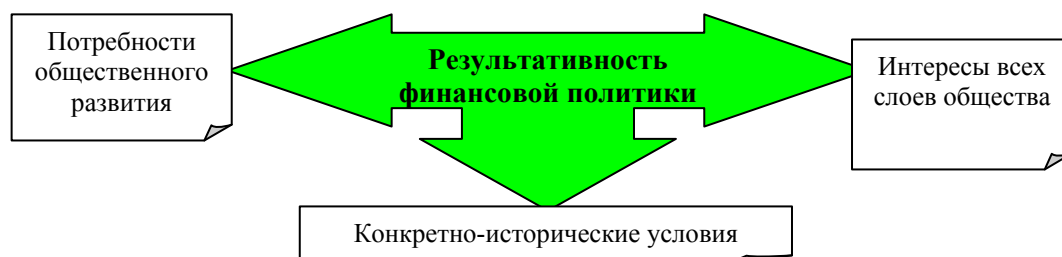 Потребности
общественного
развития
Результативность
финансовой политики
Интересы всех
слоев общества
Конкретно-исторические условия